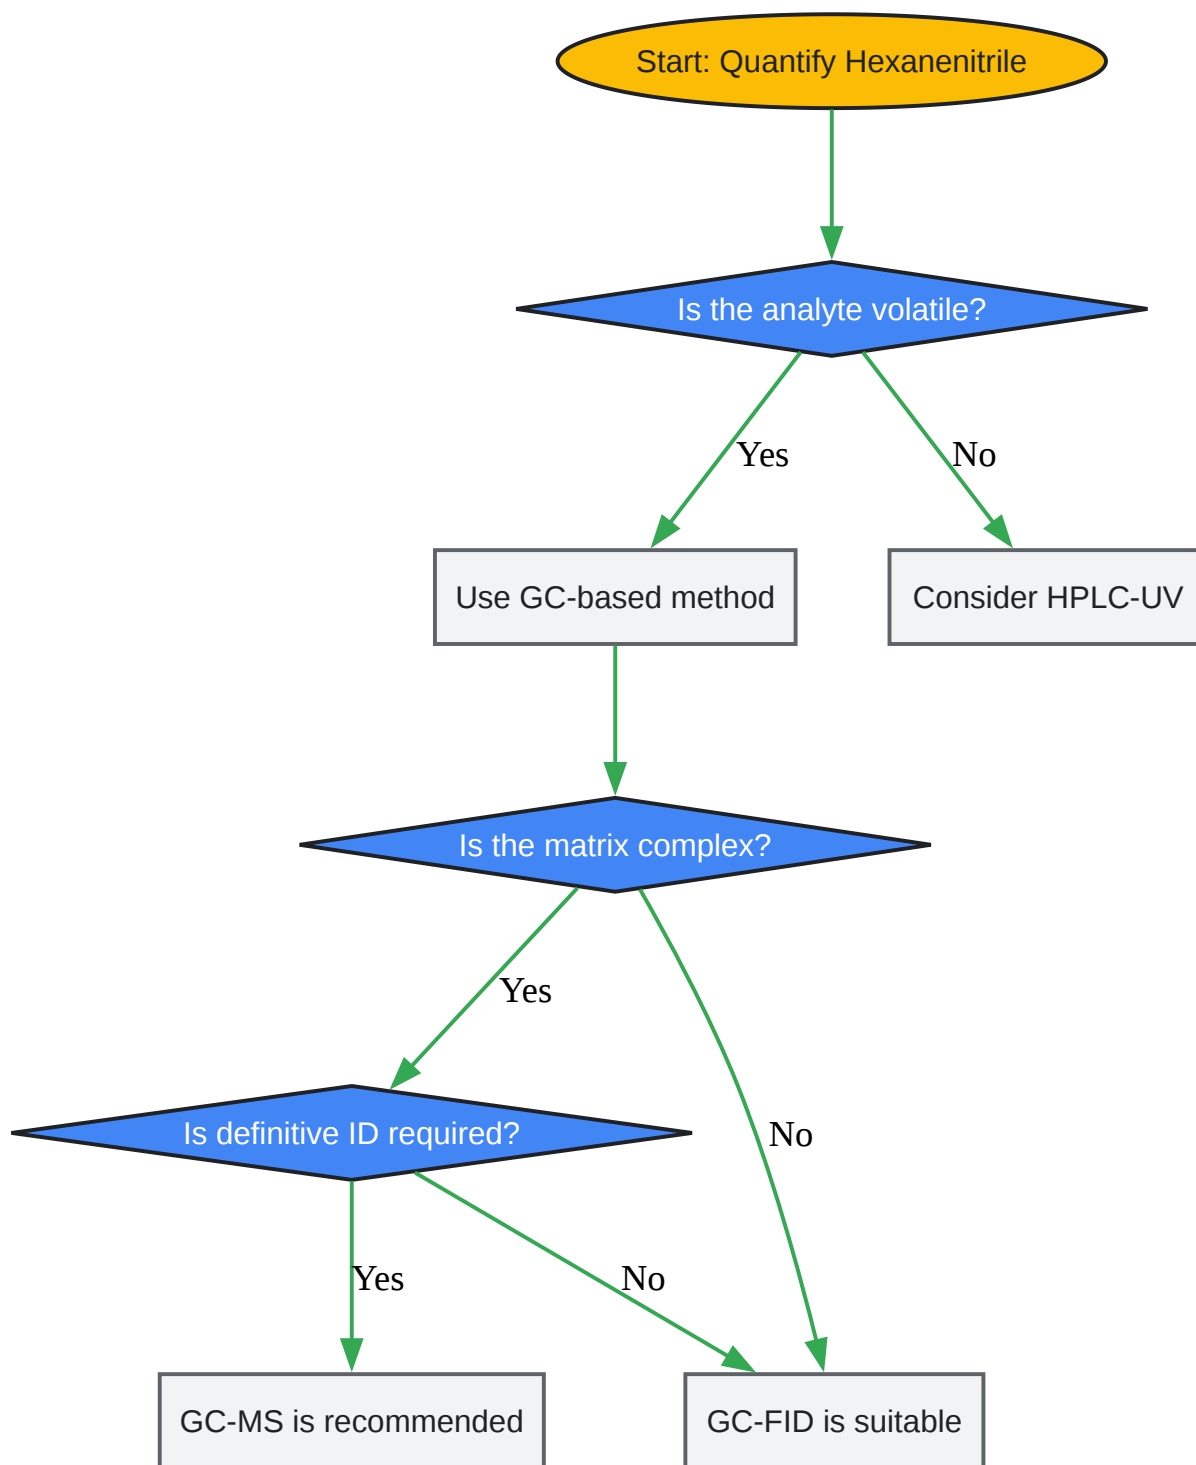 Start: Quantify Hexanenitrile
Is the analyte volatile?
Yes
No
Use GC-based method
Consider HPLC-UV
Is the matrix complex?
Yes
Is definitive ID required?
No
Yes
No
GC-MS is recommended
GC-FID is suitable